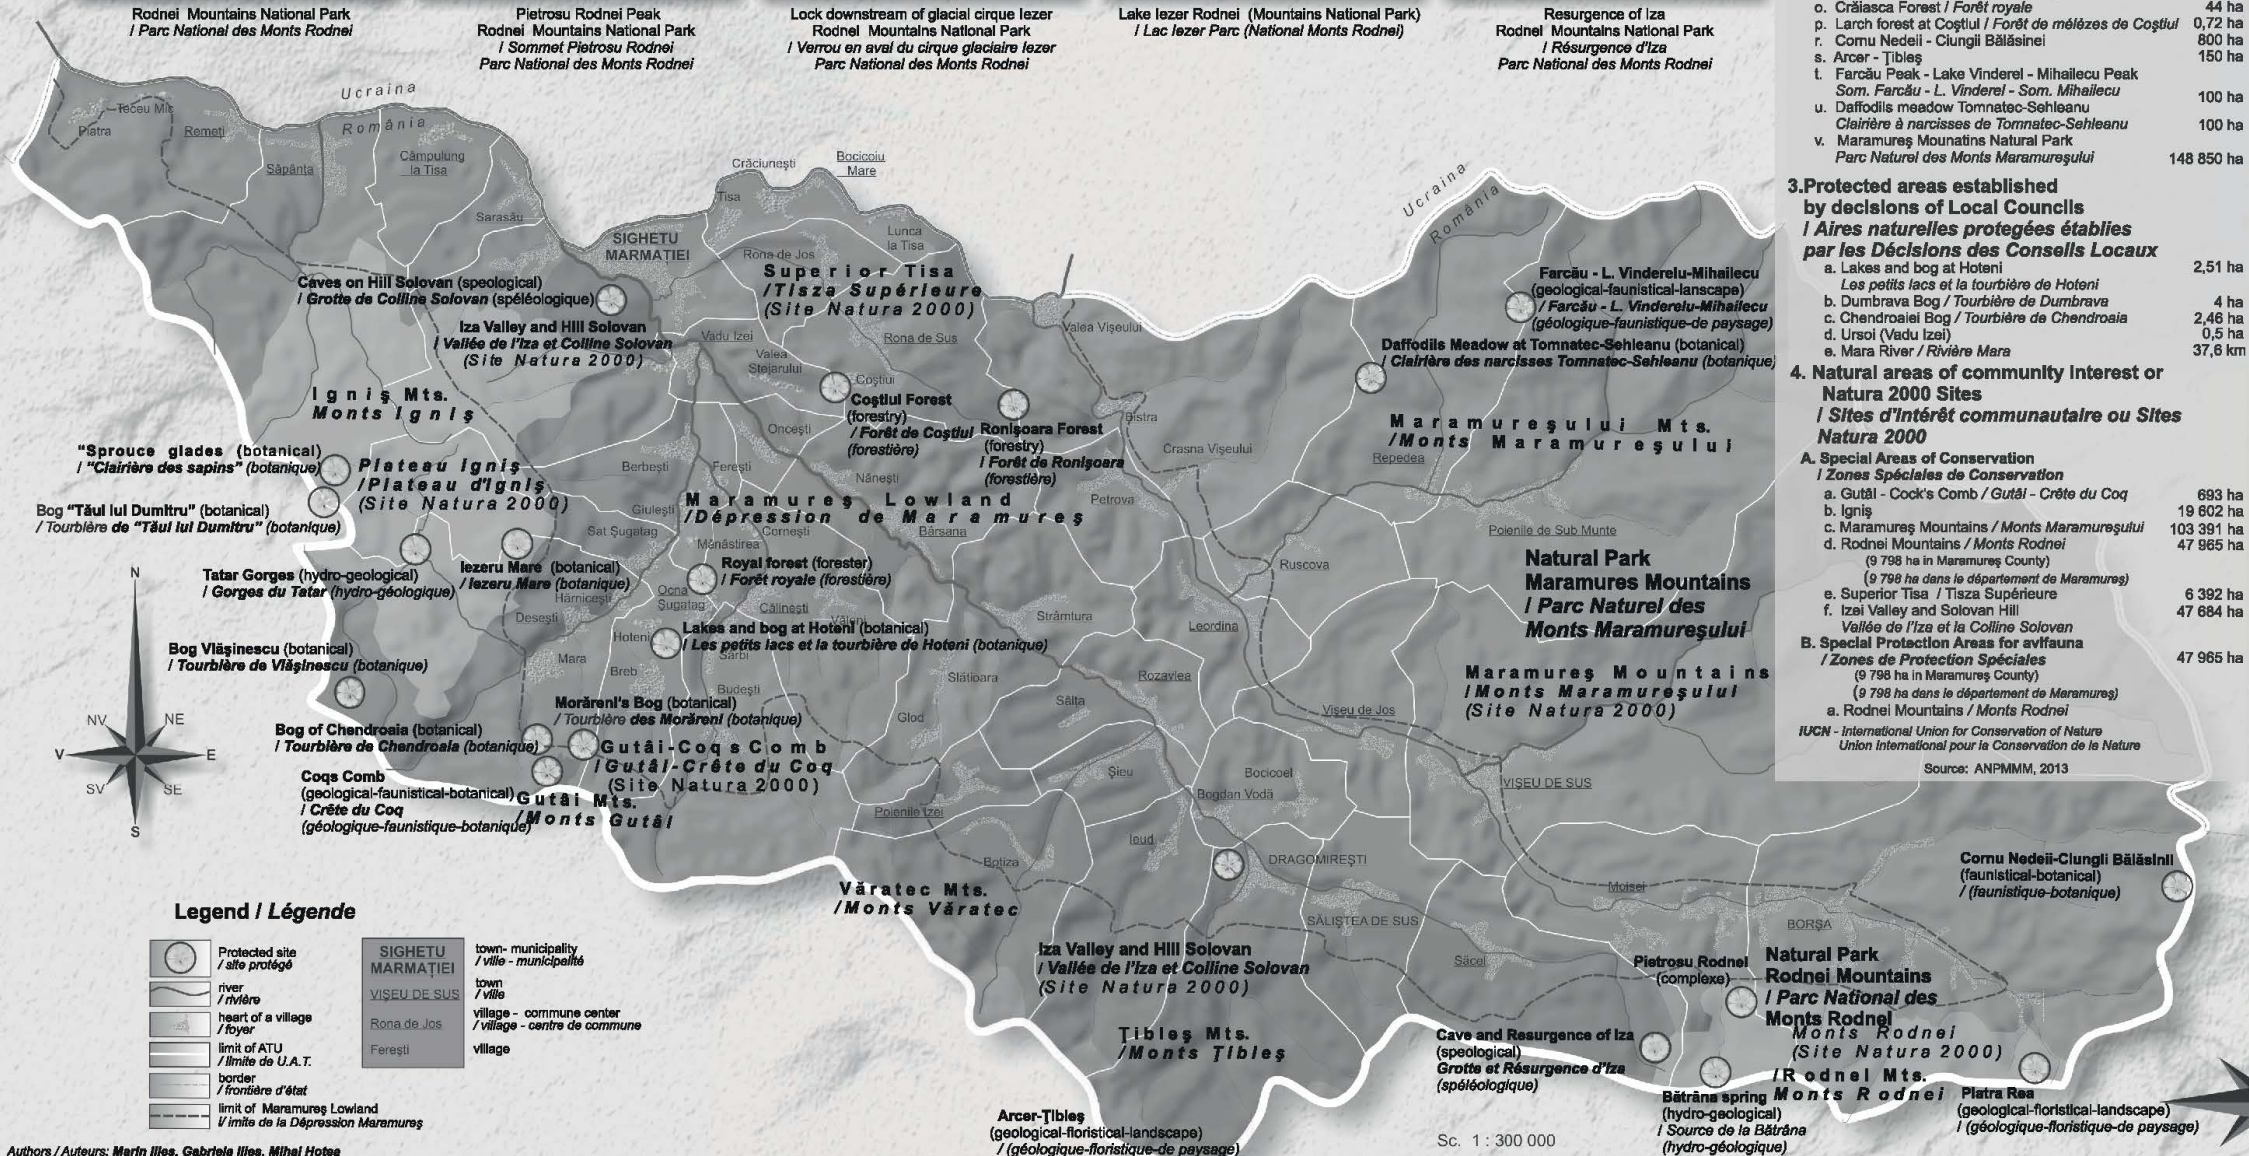 Rodnei Mountains National Park
/ Parc National des Monts Rodnei
Pietrosu Rodnei Peak
Rodnei Mountains National Park
/ Sommet Pietrosu Rodnei
Parc National des Monts Rodnei
Lock downstream of glacial cirque Iezer
Rodnei Mountains National Park
/ Verrou en aval du cirque glaciaire Iezer
Parc National des Monts Rodnei
Lake Iezer Rodnei (Mountains National Park)
/ Lac Iezer Parc (National Monts Rodnei)
Resurgence of Iza
Rodnei Mountains National Park
/ Résurgence d'Iza
Parc National des Monts Rodnei
o. Crăiasca Forest / Forêt royale 44 ha
p. Larch forest at Coştiui / Forêt de mélèzes de Coştiui 0,72 ha
r. Cornu Nedeii - Ciungii Bălăsinei 800 ha
s. Arcer - Ţibleş 150 ha
t. Farcău Peak - Lake Vinderel - Mihailecu Peak
Som. Farcău - L. Vinderel - Som. Mihailecu 100 ha
u. Daffodils meadow Tomnatec-Sehleanu
Clairière à narcisses de Tomnatec-Sehleanu 100 ha
v. Maramureş Mounatins Natural Park
Parc Naturel des Monts Maramureşului 148 850 ha
3.Protected areas established
by decisions of Local Councils
/ Aires naturelles protegées établies
par les Décisions des Conseils Locaux
a. Lakes and bog at Hoteni 2,51 ha
Les petits lacs et la tourbière de Hoteni
b. Dumbrava Bog / Tourbière de Dumbrava 4 ha
c. Chendroaiei Bog / Tourbière de Chendroaia 2,46 ha
d. Ursoi (Vadu Izei) 0,5 ha
e. Mara River / Rivière Mara 37,6 km
4. Natural areas of community interest or
Natura 2000 Sites
/ Sites d'intérêt communautaire ou Sites
Natura 2000
A. Special Areas of Conservation
/ Zones Spéciales de Conservation
a. Gutâi - Cock's Comb / Gutâi - Crête du Coq 693 ha
b. Igniş 19 602 ha
c. Maramureş Mountains / Monts Maramureşului 103 391 ha
d. Rodnei Mountains / Monts Rodnei 47 965 ha
(9 798 ha in Maramureş County)
(9 798 ha dans le département de Maramureş)
e. Superior Tisa / Tisza Supérieure 6 392 ha
f. Izei Valley and Solovan Hill 47 684 ha
Vallée de l'Iza et la Colline Solovan
B. Special Protection Areas for avifauna
/ Zones de Protection Spéciales 47 965 ha
(9 798 ha in Maramureş County)
(9 798 ha dans le département de Maramureş)
a. Rodnei Mountains / Monts Rodnei
IUCN - International Union for Conservation of Nature
Union International pour la Conservation de la Nature
Source: ANPMMM, 2013
Ucraina
România
Teceu Mic
Piatra
Remeţi
Săpânţa
Câmpulung
la Tisa
Sarasău
SIGHETU
MARMAŢIEI
Crăciuneşti
Bocicoiu
Mare
Tisa
Lunca
la Tisa
Rona de Jos
Superior Tisa
/Tisza Supérieure
(Site Natura 2000)
Caves on Hill Solovan (speological)
/ Grotte de Colline Solovan (spéléologique)
Iza Valley and Hill Solovan
/ Vallée de l'Iza et Colline Solovan
(Site Natura 2000)
Vadu Izei
Valea
Stejarului
Rona de Sus
Valea Vişeului
Ucraina
România
Farcău - L. Vinderelu-Mihailecu
(geological-faunistical-lanscape)
/ Farcău - L. Vinderelu-Mihailecu
(géologique-faunistique-de paysage)
Daffodils Meadow at Tomnatec-Sehleanu (botanical)
/ Clairière des narcisses Tomnatec-Sehleanu (botanique)
Igniş Mts.
Monts Igniş
Coştiui
Coştiui Forest
(forestry)
/ Forêt de Coştiui
(forestière)
Ronişoara Forest
(forestry)
/ Forêt de Ronişoara
(forestière)
Bistra
Crasna Vişeului
Maramureşului Mts.
/Monts Maramureşului
Repedea
"Sprouce glades (botanical)
/ "Clairière des sapins" (botanique)
Bog "Tăul lui Dumitru" (botanical)
/ Tourbière de "Tăul lui Dumitru" (botanique)
Plateau Igniş
/Plateau d'Igniş
(Site Natura 2000)
Onceşti
Berbeşti
Fereşti
Năneşti
Giuleşti
Maramureş Lowland
/Dépression de Maramureş
Petrova
Sat Şugatag
Mănăstirea
Corneşti
Bârsana
Poienile de Sub Munte
Natural Park
Maramures Mountains
/ Parc Naturel des
Monts Maramureşului
Ruscova
Tatar Gorges (hydro-geological)
/ Gorges du Tatar (hydro-géologique)
Iezeru Mare (botanical)
/ Iezeru Mare (botanique)
Royal forest (forester)
/ Forêt royale (forestière)
Hărniceşti
Ocna
Şugatag
Călineşti
Văleni
Deseşti
Hoteni
Lakes and bog at Hoteni (botanical)
/ Les petits lacs et la tourbière de Hoteni (botanique)
Sârbi
Strâmtura
Leordina
Bog Vlăşinescu (botanical)
/ Tourbière de Vlăşinescu (botanique)
Mara
Breb
Budeşti
Slătioara
Rozavlea
Maramureş Mountains
/Monts Maramureşului
(Site Natura 2000)
Morăreni's Bog (botanical)
/ Tourbière des Morăreni (botanique)
Glod
Sâlţa
Vişeu de Jos
Bog of Chendroaia (botanical)
/ Tourbière de Chendroaia (botanique)
Gutâi-Coq s Comb
/Gutâi-Crête du Coq
(Site Natura 2000)
Coqs Comb
(geological-faunistical-botanical)
/ Crête du Coq
(géologique-faunistique-botanique)
Gutâi Mts.
/Monts Gutâi
Şieu
Bocicoel
Bogdan Vodă
VIŞEU DE SUS
Poienile Izei
Botiza
Ieud
DRAGOMIREŞTI
Văratec Mts.
/Monts Văratec
Moisei
Cornu Nedeii-Ciungii Bălăsinii
(faunistical-botanical)
/ (faunistique-botanique)
SĂLIŞTEA DE SUS
BORŞA
Iza Valley and Hill Solovan
/ Vallée de l'Iza et Colline Solovan
(Site Natura 2000)
Săcel
Pietrosu Rodnei
(complexe)
Natural Park
Rodnei Mountains
/ Parc National des
Monts Rodnei
Monts Rodnei
(Site Natura 2000)
Ţibleş Mts.
/Monts Ţibleş
Cave and Resurgence of Iza
(speological)
Grotte et Résurgence d'Iza
(spéléologique)
/Rodnei Mts.
Monts Rodnei
Bătrâna spring
(hydro-geological)
/ Source de la Bătrâna
(hydro-géologique)
Piatra Rea
(geological-floristical-landscape)
/ (géologique-floristique-de paysage)
Arcer-Ţibleş
(geological-floristical-landscape)
/ (géologique-floristique-de paysage)
Sc. 1 : 300 000
N
NV
NE
V
E
SV
SE
S
Legend / Légende
Protected site
/ site protégé
river
/ rivière
heart of a village
/ foyer
limit of ATU
/ limite de U.A.T.
border
/ frontière d'état
limit of Maramureş Lowland
l/ imite de la Dépression Maramureş
SIGHETU
MARMAŢIEI
town- municipality
/ ville - municipalité
VIŞEU DE SUS
town
/ ville
Rona de Jos
village - commune center
/ village - centre de commune
Fereşti
village
Authors / Auteurs: Marin Ilieş, Gabriela Ilieş, Mihai Hotea